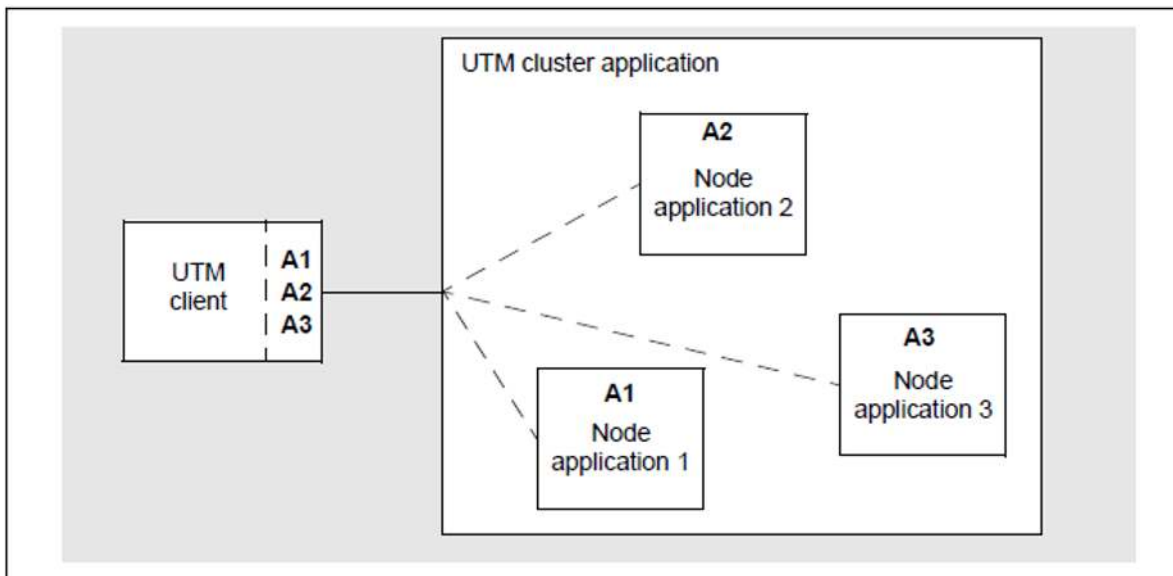 UTM cluster application
A2
Node
application 2
UTM
client
A1
A2
A3
A3
Node
application 3
A1
Node
application 1